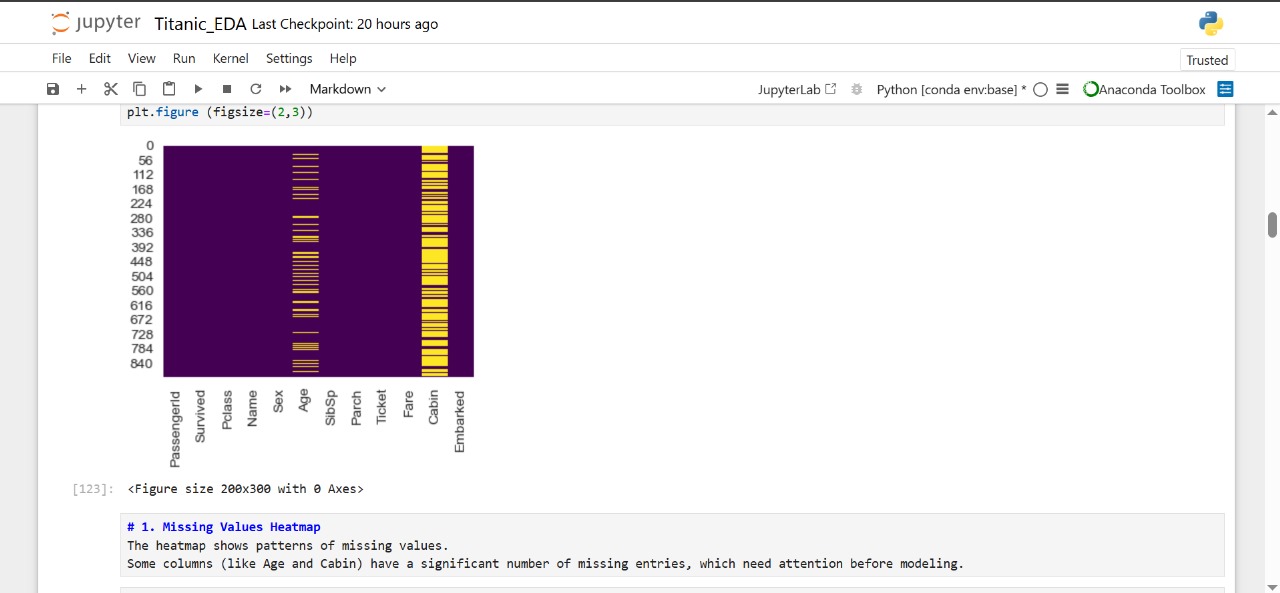 jupyter Titanic_EDA Last Checkpoint: 20 hours ago
File Edit View Run Kernel Settings Help
Trusted
Markdown
JupyterLab Python [conda env:base] * Anaconda Toolbox
plt.figure (figsize=(2,3))
0
56
112
168
224
280
336
392
448
504
560
616
672
728
784
840
PassengerId
Survived
Pclass
Name
Sex
Age
SibSp
Parch
Ticket
Fare
Cabin
Embarked
[123]: <Figure size 200x300 with 0 Axes>
# 1. Missing Values Heatmap
The heatmap shows patterns of missing values.
Some columns (like Age and Cabin) have a significant number of missing entries, which need attention before modeling.